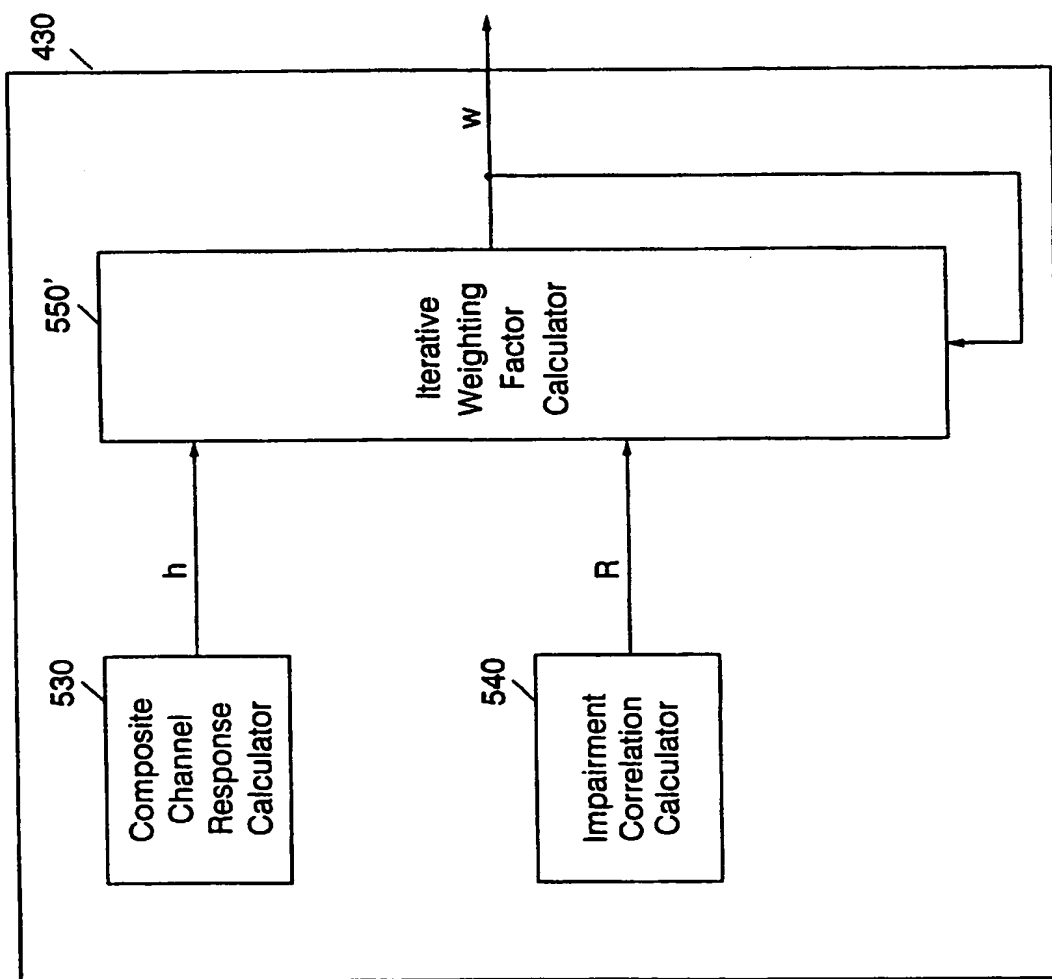 430
550'
w
Iterative
Weighting
Factor
Calculator
h
R
530
Composite
Channel
Response
Calculator
540
Impairment
Correlation
Calculator